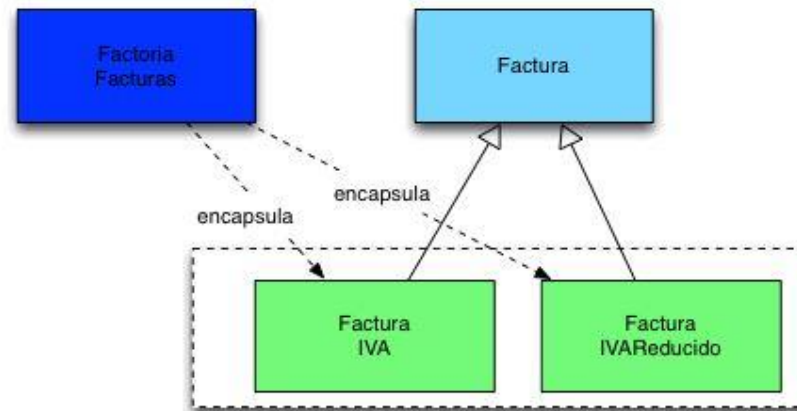 Factoria
Facturas
Factura
encapsula
encapsula
Factura
IVA
Factura
IVAReducido